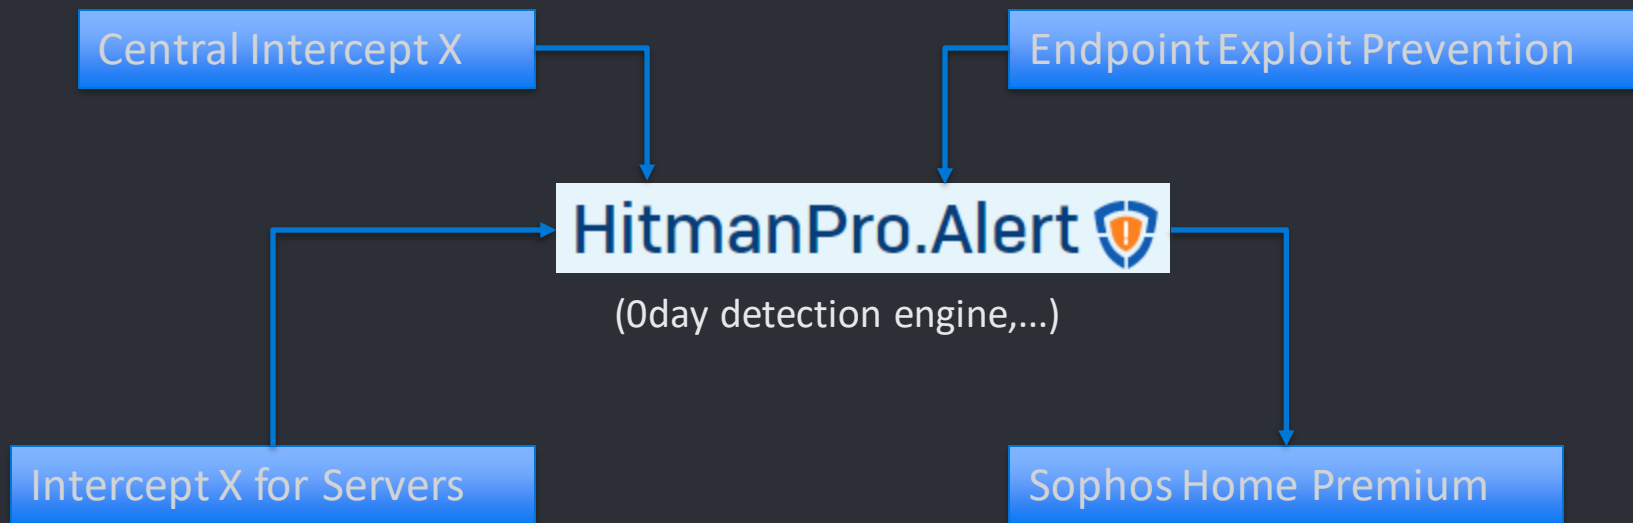 Central Intercept X
Endpoint Exploit Prevention
HitmanPro.Alert
(0day detection engine,...)
Intercept X for Servers
Sophos Home Premium